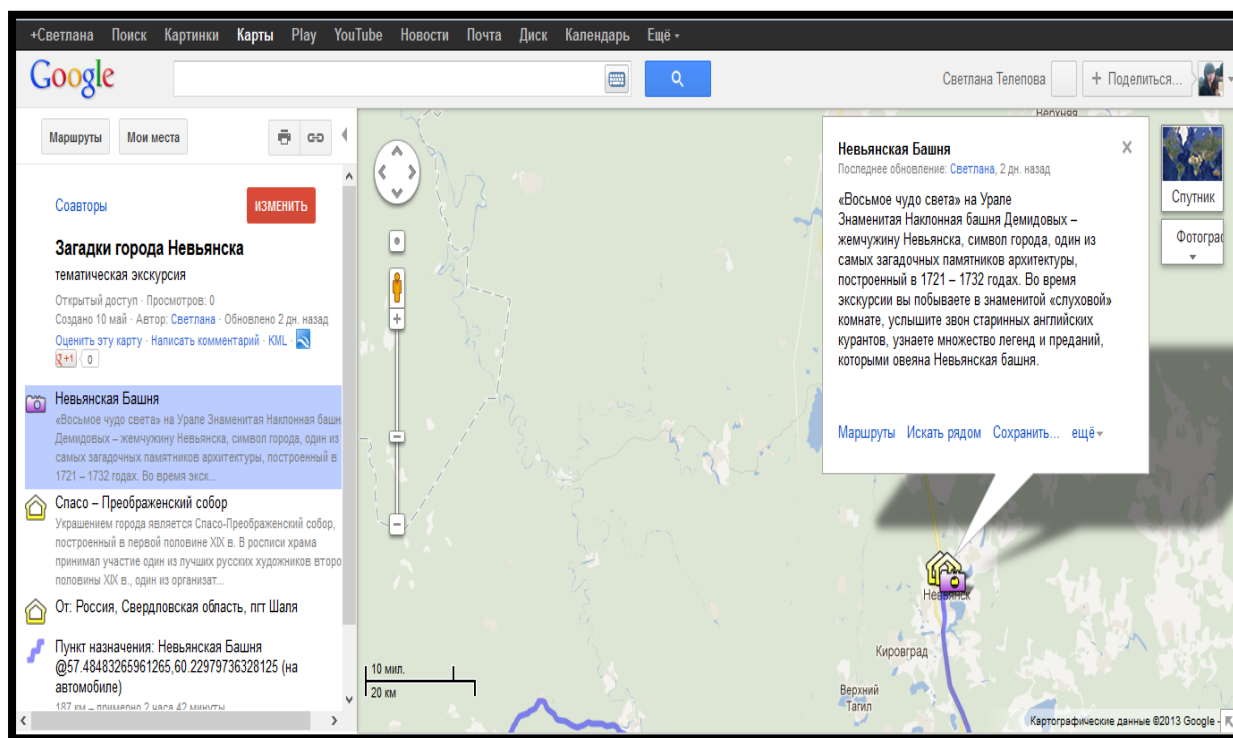 +Светлана Поиск Картинки Карты Play YouTube Новости Почта Диск Календарь Ещё
Google
Светлана Телепова
+ Поделиться...
Маршруты
Мои места
Соавторы
ИЗМЕНИТЬ
Загадки города Невьянска
тематическая экскурсия
Открытый доступ · Просмотров: 0
Создано 10 май · Автор: Светлана · Обновлено 2 дн. назад
Оценить эту карту · Написать комментарий · KML ·
+1 0
Невьянская Башня
«Восьмое чудо света» на Урале Знаменитая Наклонная башн
Демидовых – жемчужину Невьянска, символ города, один из
самых загадочных памятников архитектуры, построенный в
1721 – 1732 годах. Во время экск...
Спасо – Преображенский собор
Украшением города является Спасо-Преображенский собор,
построенный в первой половине XIX в. В росписи храма
принимал участие один из лучших русских художников второ
половины XIX в., один из организат...
От: Россия, Свердловская область, пгт Шаля
Пункт назначения: Невьянская Башня
@57.48483265961265,60.22979736328125 (на
автомобиле)
187 км – примерно 2 часа 42 минуты
Верхняя
Невьянская Башня
Последнее обновление: Светлана, 2 дн. назад
«Восьмое чудо света» на Урале
Знаменитая Наклонная башня Демидовых –
жемчужину Невьянска, символ города, один из
самых загадочных памятников архитектуры,
построенный в 1721 – 1732 годах. Во время
экскурсии вы побываете в знаменитой «слуховой»
комнате, услышите звон старинных английских
курантов, узнаете множество легенд и преданий,
которыми овеяна Невьянская башня.
Маршруты Искать рядом Сохранить... ещё
Спутник
Фотограс
Невьянск
Кировград
Верхний
Тагил
10 мил.
20 км
Картографические данные ©2013 Google -